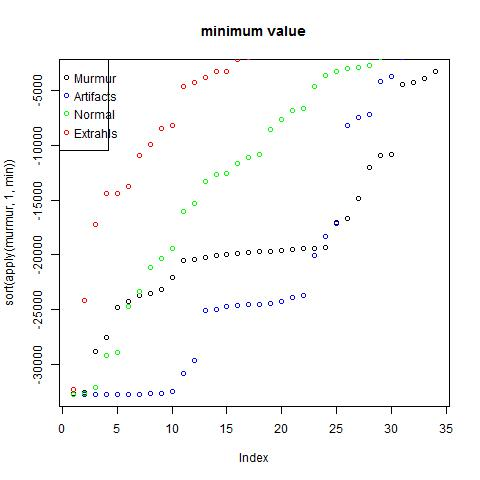 minimum value
Murmur
Artifacts
Normal
Extrahls
sort(apply(murmur, 1, min))
-5000
-10000
-15000
-20000
-25000
-30000
0 5 10 15 20 25 30 35
Index